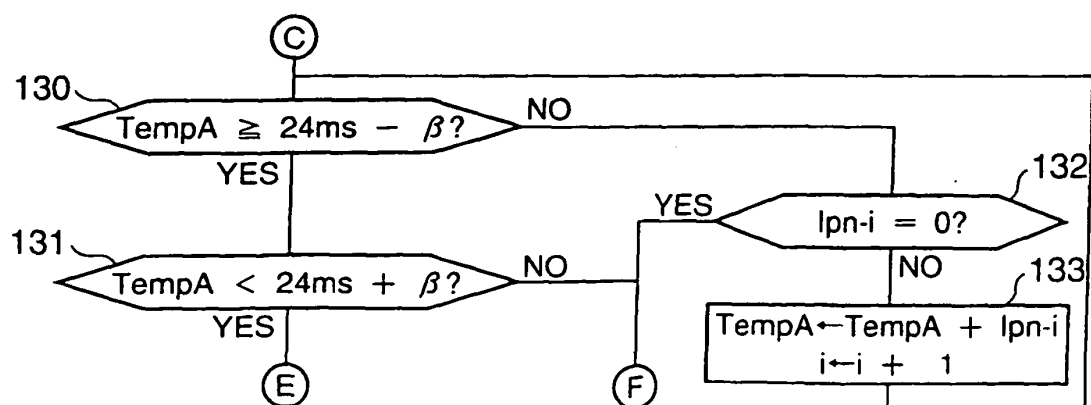 C
130
TempA ≧ 24ms − β?
NO
YES
132
YES
Ipn-i = 0?
131
TempA < 24ms + β?
NO
NO
133
YES
TempA←TempA + Ipn-i
i←i + 1
E
F